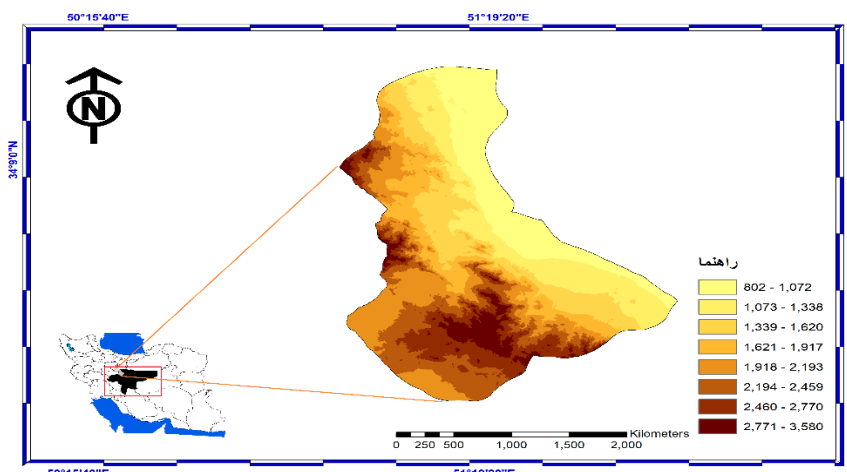 50°15'40"E 51°19'20"E
34°9'0"N
N
راهنما
802 - 1,072
1,073 - 1,338
1,339 - 1,620
1,621 - 1,917
1,918 - 2,193
2,194 - 2,459
2,460 - 2,770
2,771 - 3,580
Kilometers
0 250 500 1,000 1,500 2,000